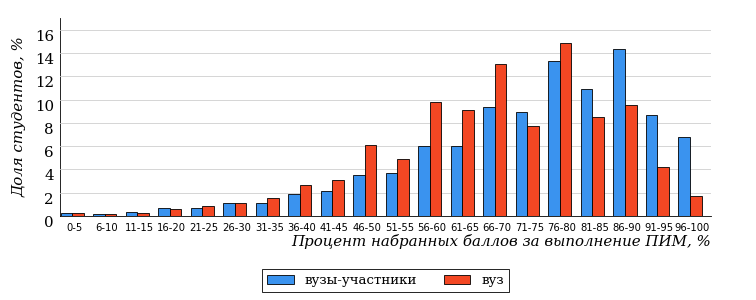 Доля студентов, %
16
14
12
10
8
6
4
2
0
0-5 6-10 11-15 16-20 21-25 26-30 31-35 36-40 41-45 46-50 51-55 56-60 61-65 66-70 71-75 76-80 81-85 86-90 91-95 96-100
Процент набранных баллов за выполнение ПИМ, %
вузы-участники вуз